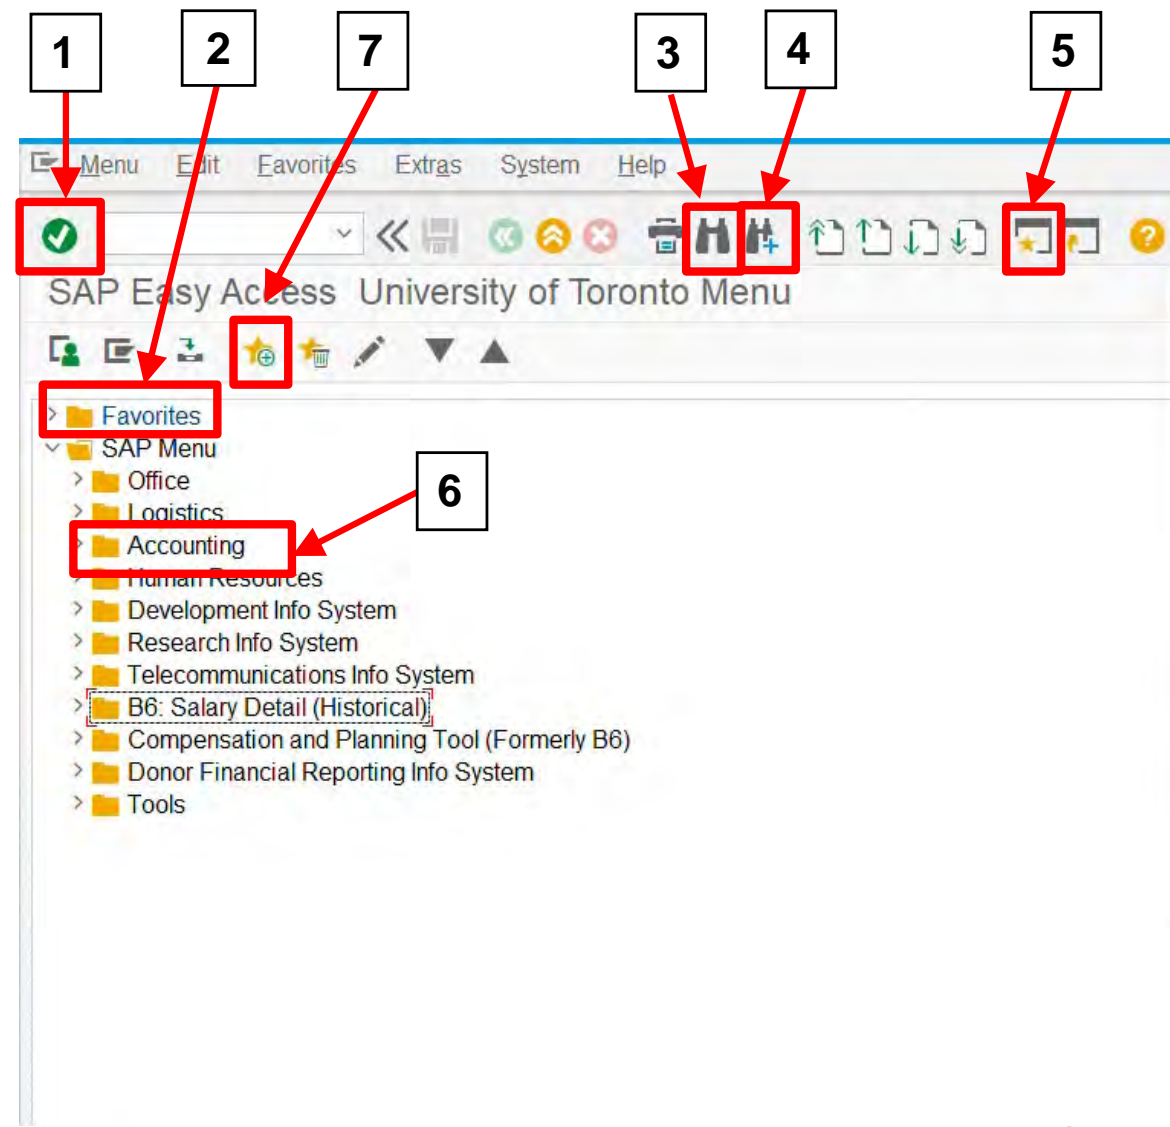 1 2 7 3 4 5
Menu Edit Favorites Extras System Help
SAP Easy Access University of Toronto Menu
Favorites
SAP Menu
Office
Logistics
6
Accounting
Human Resources
Development Info System
Research Info System
Telecommunications Info System
B6: Salary Detail (Historical)
Compensation and Planning Tool (Formerly B6)
Donor Financial Reporting Info System
Tools